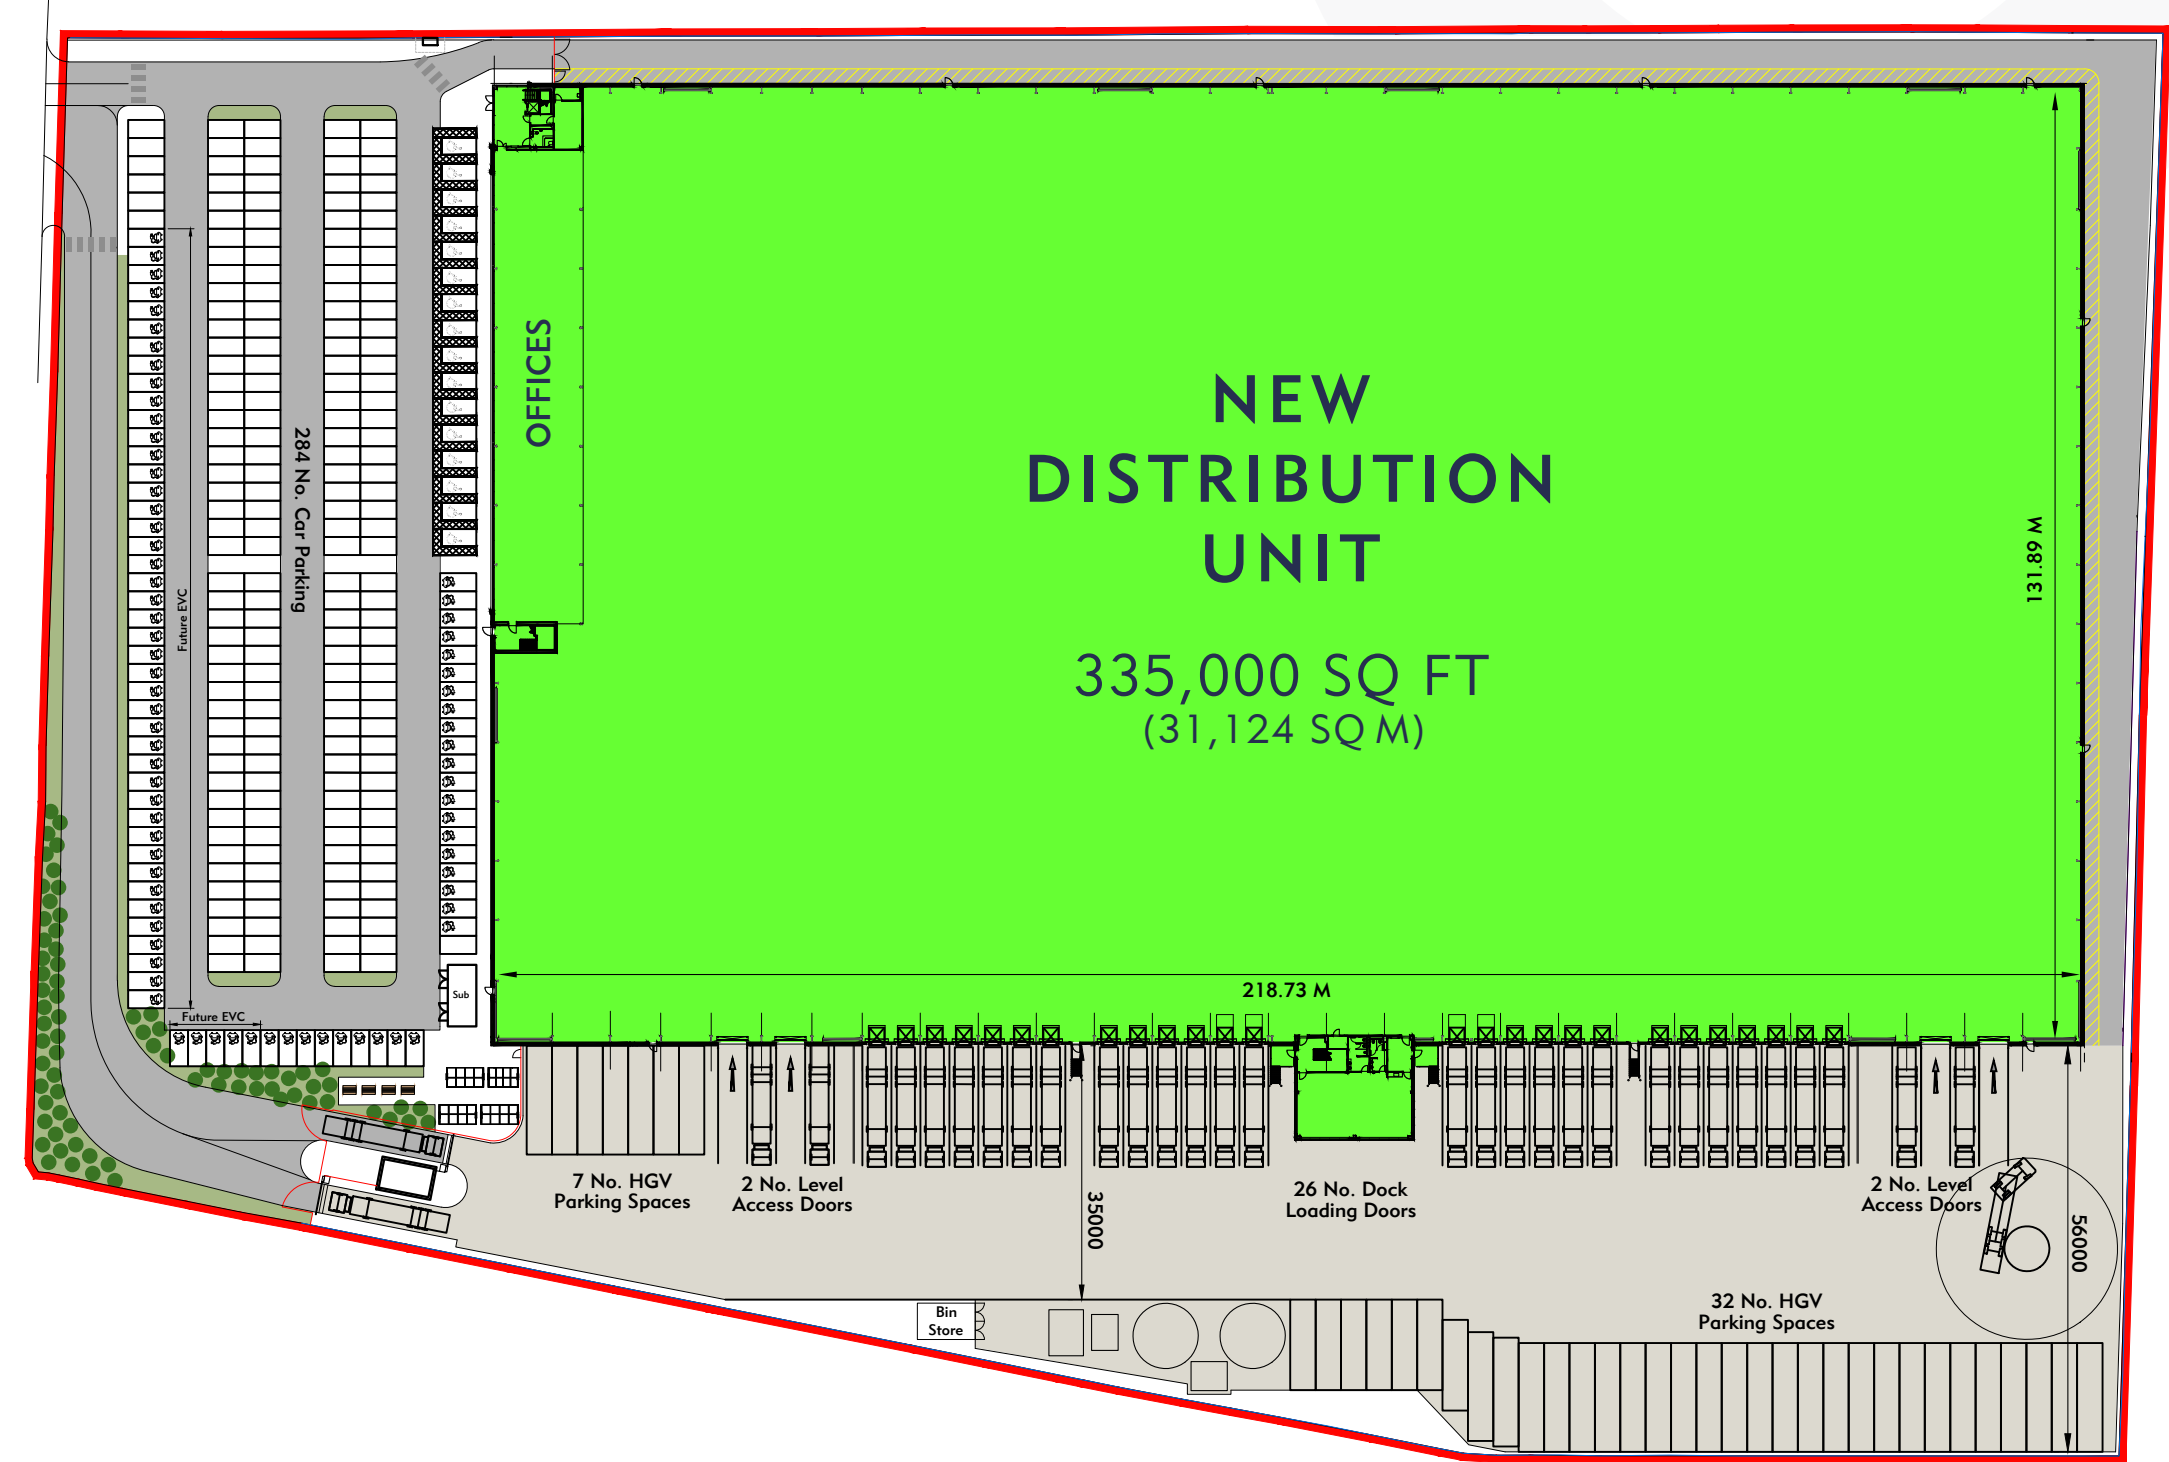 OFFICES
NEW
DISTRIBUTION
UNIT
335,000 SQ FT
(31,124 SQ M)
131.89 M
218.73 M
284 No. Car Parking
Future EVC
Future EVC
Sub
7 No. HGV
Parking Spaces
2 No. Level
Access Doors
35000
26 No. Dock
Loading Doors
2 No. Level
Access Doors
56000
32 No. HGV
Parking Spaces
Bin
Store